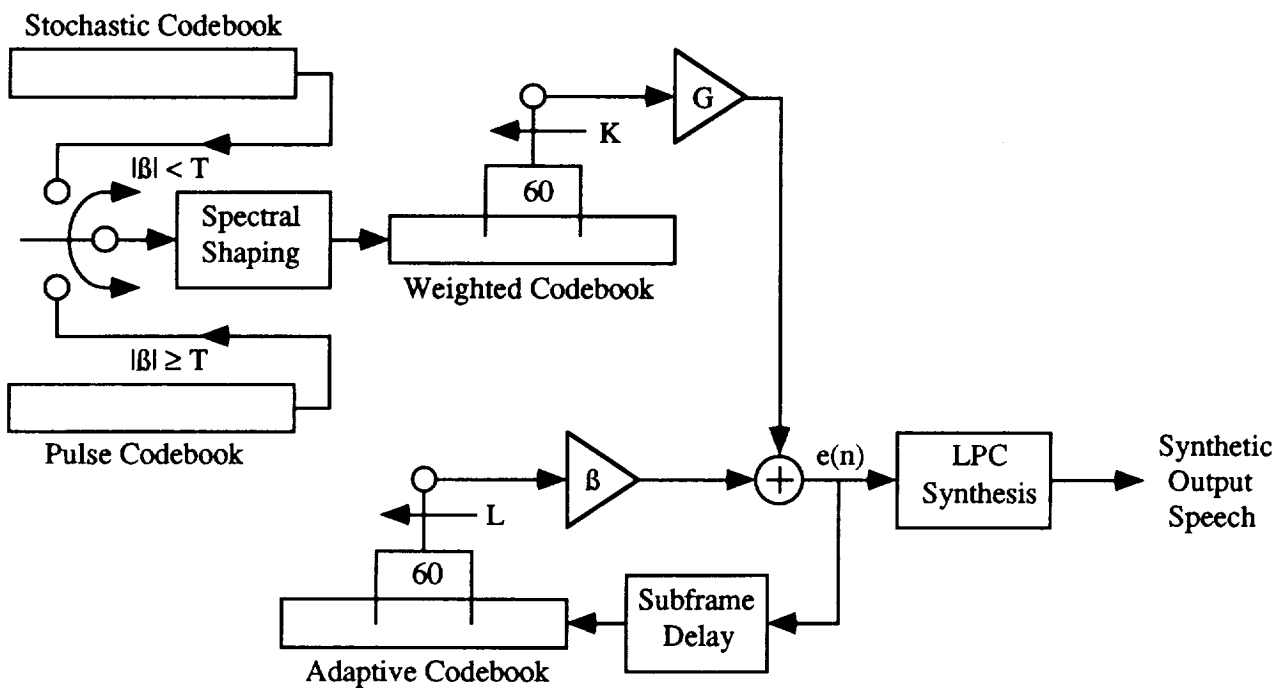 Stochastic Codebook
|ß| < T
Spectral
Shaping
|ß| ≥ T
Pulse Codebook
K
60
Weighted Codebook
G
L
60
Adaptive Codebook
ß
+
e(n)
LPC
Synthesis
Subframe
Delay
Synthetic
Output
Speech